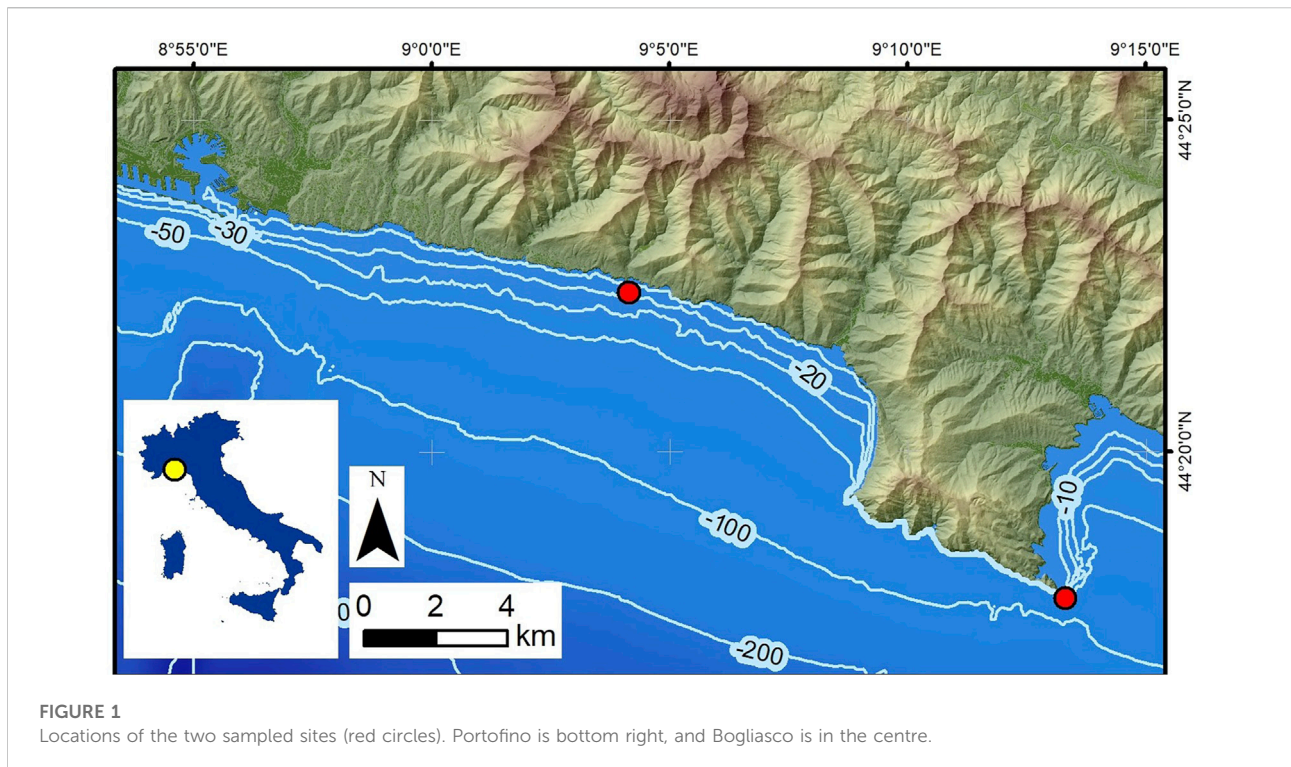 8°55'0"E 9°0'0"E 9°5'0"E 9°10'0"E 9°15'0"E
44°25'0"N
-50
-30
-20
44°20'0"N
-10
-100
N
0 2 4
km
0
-200
FIGURE 1
Locations of the two sampled sites (red circles). Portofino is bottom right, and Bogliasco is in the centre.